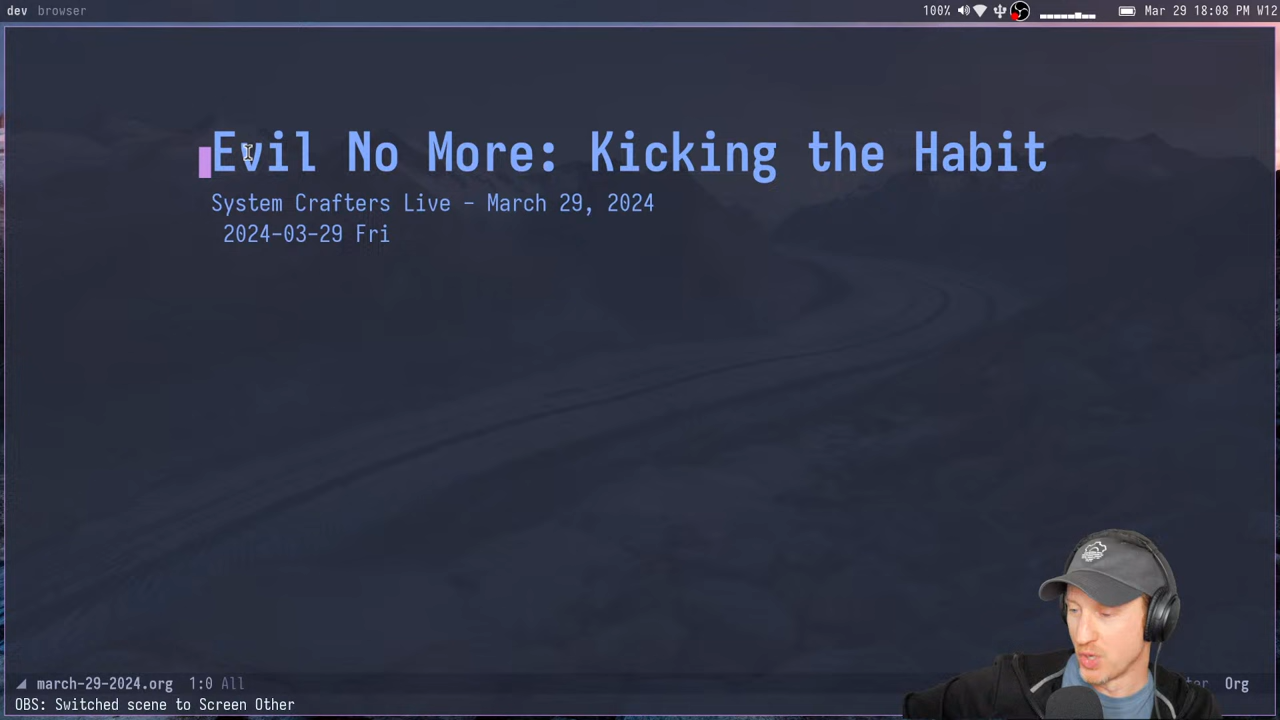 dev browser
100% Mar 29 18:08 PM W12
Evil No More: Kicking the Habit
System Crafters Live - March 29, 2024
2024-03-29 Fri
march-29-2024.org 1:0 All
Org
OBS: Switched scene to Screen Other